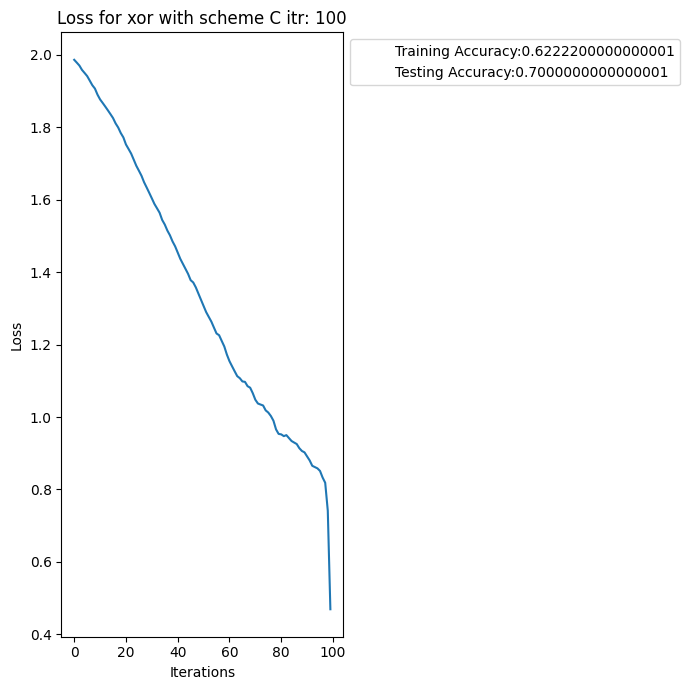 Loss for xor with scheme C itr: 100
Training Accuracy:0.6222200000000001
Testing Accuracy:0.7000000000000001
2.0
1.8
1.6
1.4
1.2
1.0
0.8
0.6
0.4
Loss
0 20 40 60 80 100
Iterations